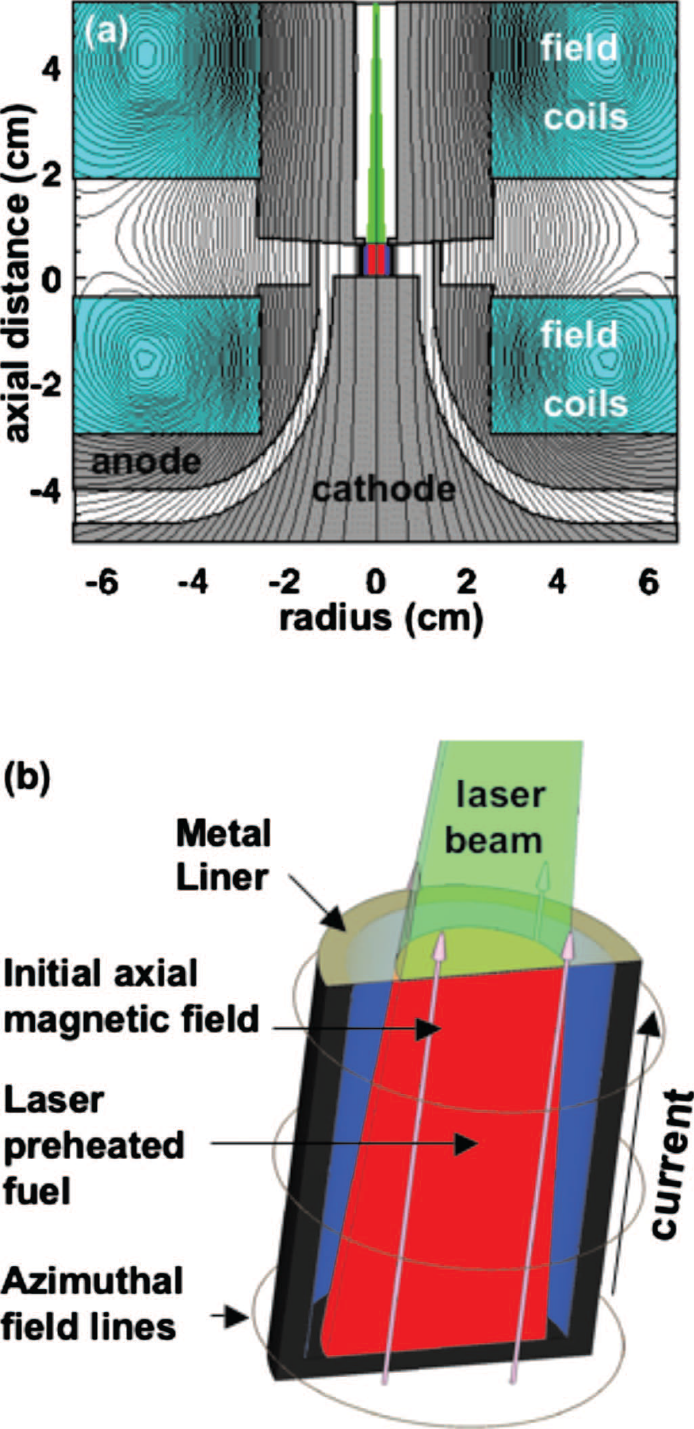 (a)
field
coils
4
2
0
-2
-4
axial distance (cm)
field
coils
anode
cathode
-6 -4 -2 0 2 4 6
radius (cm)
(b)
laser
beam
Metal
Liner
Initial axial
magnetic field
Laser
preheated
fuel
current
Azimuthal
field lines